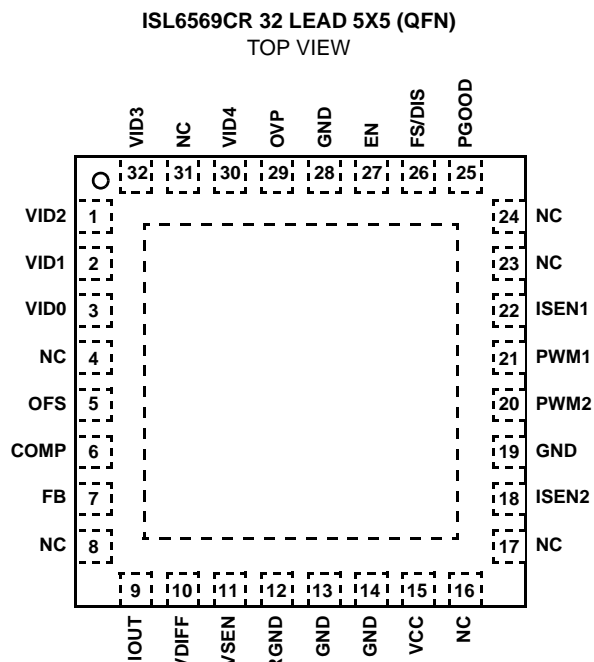 ISL6569CR 32 LEAD 5X5 (QFN)
TOP VIEW
VID3 NC VID4 OVP GND EN FS/DIS PGOOD
32 31 30 29 28 27 26 25
VID2 1 24 NC
VID1 2 23 NC
VID0 3 22 ISEN1
NC 4 21 PWM1
OFS 5 20 PWM2
COMP 6 19 GND
FB 7 18 ISEN2
NC 8 17 NC
9 10 11 12 13 14 15 16
IOUT VDIFF VSEN RGND GND GND VCC NC